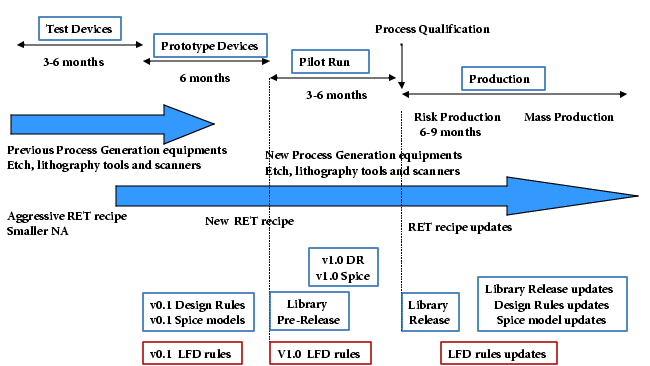 Test Devices
Process Qualification
Prototype Devices
3-6 months
Pilot Run
6 months
Production
3-6 months
Risk Production
6-9 months
Mass Production
Previous Process Generation equipments
Etch, lithography tools and scanners
New Process Generation equipments
Etch, lithography tools and scanners
Aggressive RET recipe
Smaller NA
New RET recipe
RET recipe updates
v1.0 DR
v1.0 Spice
v0.1 Design Rules
v0.1 Spice models
Library
Pre-Release
Library
Release
Library Release updates
Design Rules updates
Spice model updates
v0.1 LFD rules
V1.0 LFD rules
LFD rules updates